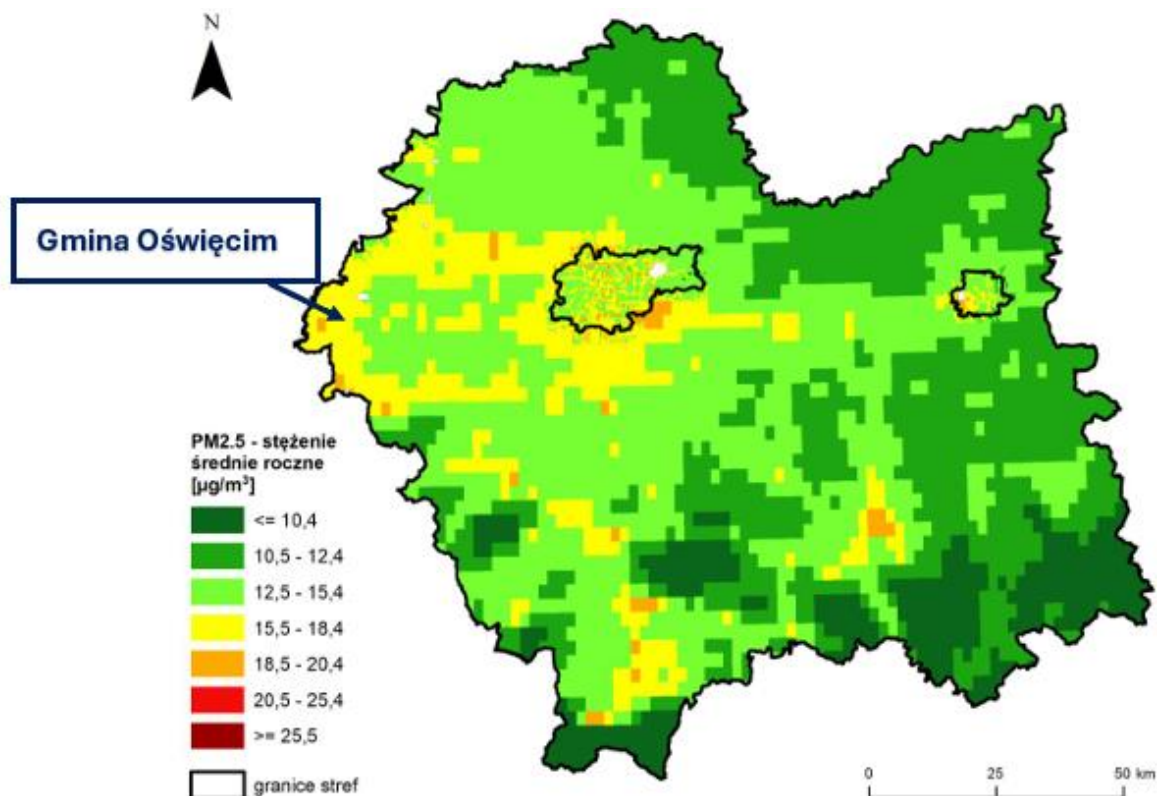 N
Gmina Oświęcim
PM2.5 - stężenie
średnie roczne
[µg/m³]
<= 10,4
10,5 - 12,4
12,5 - 15,4
15,5 - 18,4
18,5 - 20,4
20,5 - 25,4
>= 25,5
granice stref
0 25 50 km